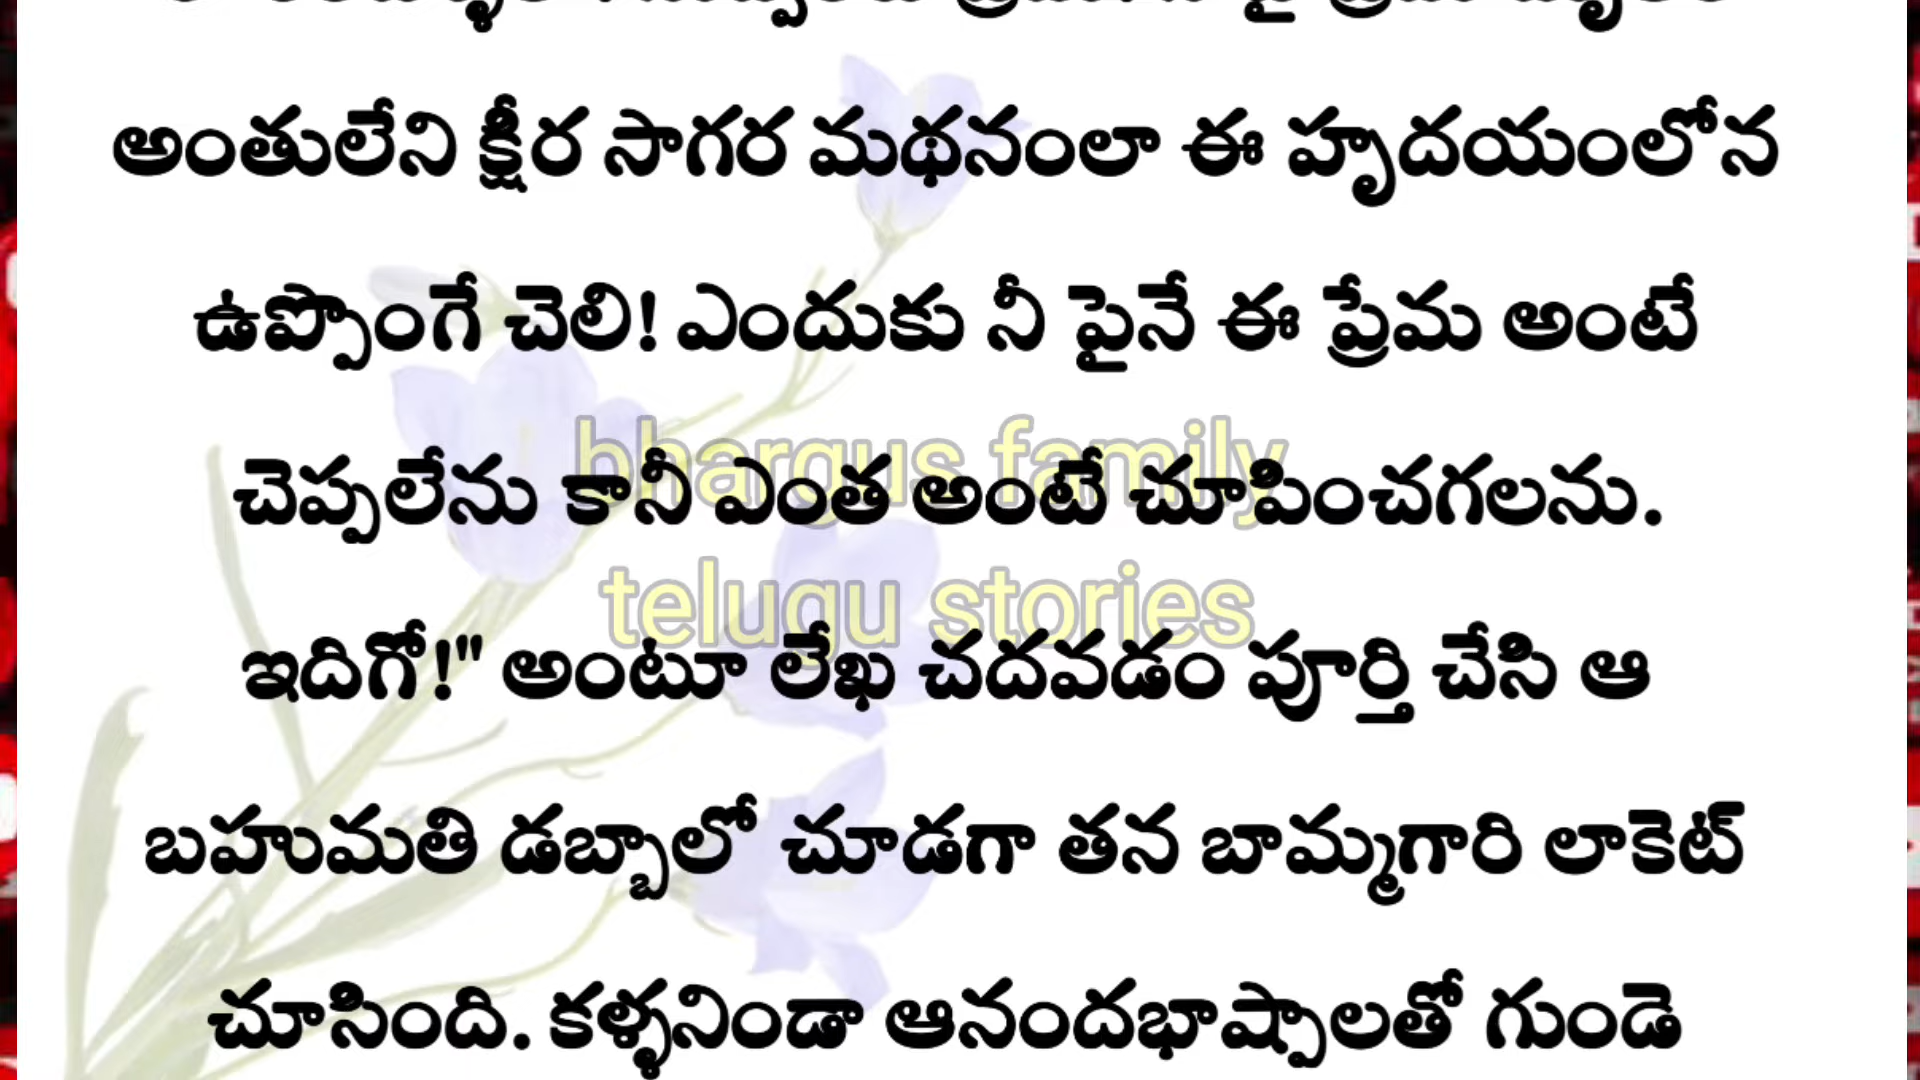 అంతులేని క్షీర సాగర మథనంలా ఈ హృదయంలోన
ఉప్పొంగే చెలి! ఎందుకు నీ పైనే ఈ ప్రేమ అంటే
చెప్పలేను కానీ ఎంత అంటే చూపించగలను.
bhargus family
telugu stories
ఇదిగో!" అంటూ లేఖ చదవడం పూర్తి చేసి ఆ
బహుమతి డబ్బాలో చూడగా తన బామ్మగారి లాకెట్
చూసింది. కళ్ళనిండా ఆనందభాష్పాలతో గుండె